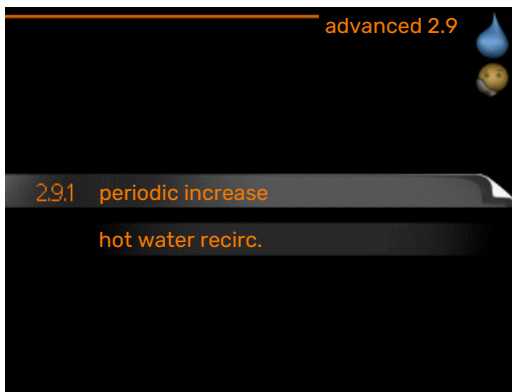 advanced 2.9
2.9.1 periodic increase
hot water recirc.